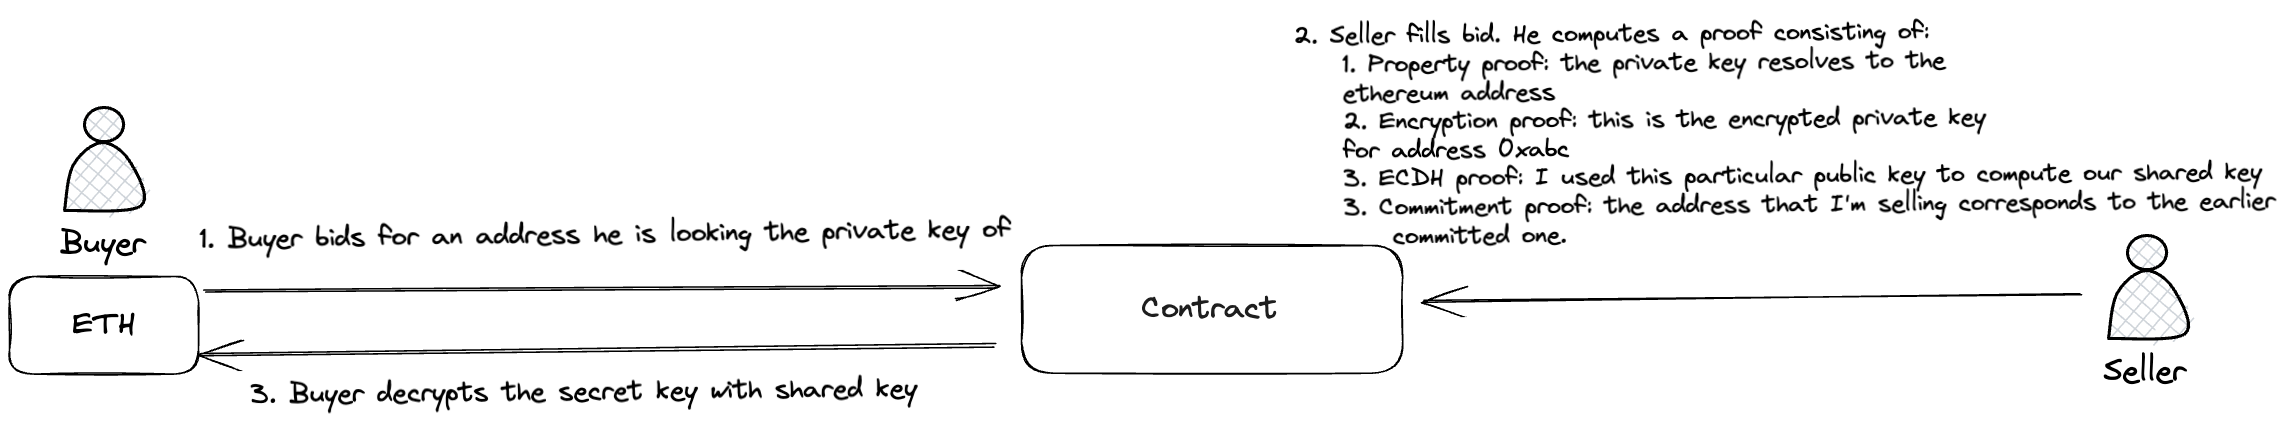 2. Seller fills bid. He computes a proof consisting of:
1. Property proof: the private key resolves to the
ethereum address
2. Encryption proof: this is the encrypted private key
for address 0xabc
3. ECDH proof: I used this particular public key to compute our shared key
3. Commitment proof: the address that I'm selling corresponds to the earlier
committed one.
Buyer
1. Buyer bids for an address he is looking the private key of
ETH
Contract
Seller
3. Buyer decrypts the secret key with shared key